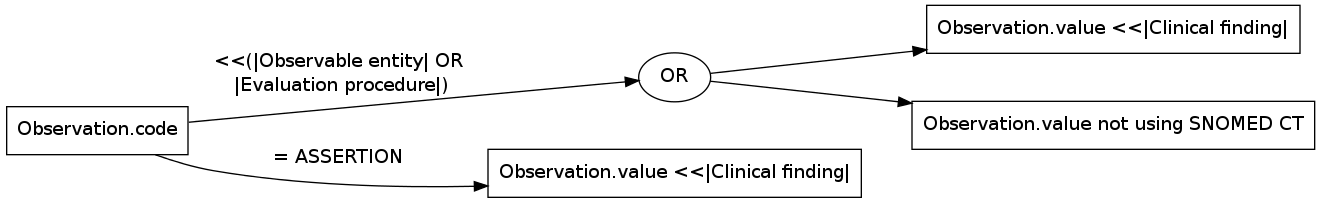 Observation.code
<<(|Observable entity| OR
|Evaluation procedure|)
OR
Observation.value <<|Clinical finding|
Observation.value not using SNOMED CT
= ASSERTION
Observation.value <<|Clinical finding|